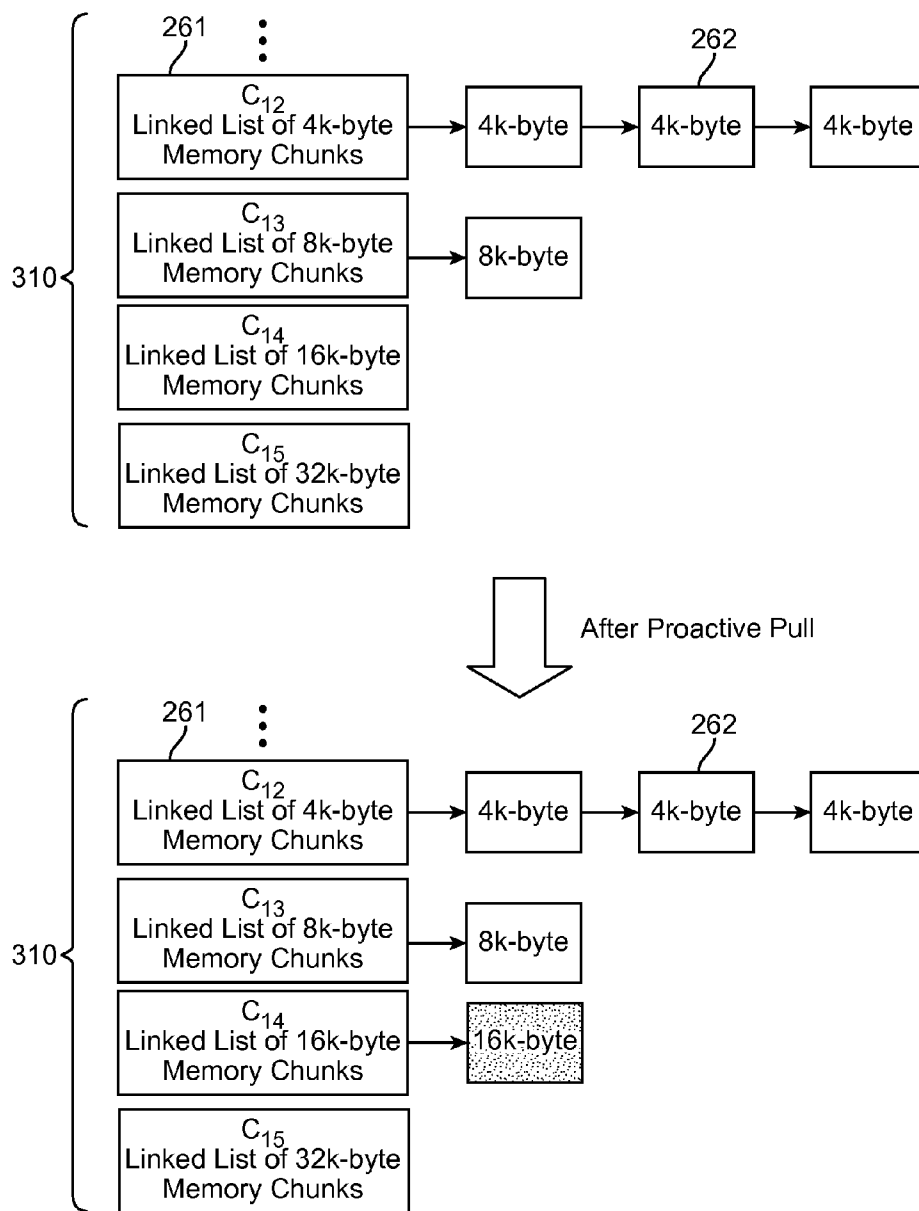 261
262
C12
Linked List of 4k-byte
Memory Chunks
4k-byte
4k-byte
4k-byte
C13
Linked List of 8k-byte
Memory Chunks
8k-byte
310
C14
Linked List of 16k-byte
Memory Chunks
C15
Linked List of 32k-byte
Memory Chunks
After Proactive Pull
261
262
C12
Linked List of 4k-byte
Memory Chunks
4k-byte
4k-byte
4k-byte
C13
Linked List of 8k-byte
Memory Chunks
8k-byte
310
C14
Linked List of 16k-byte
Memory Chunks
16k-byte
C15
Linked List of 32k-byte
Memory Chunks